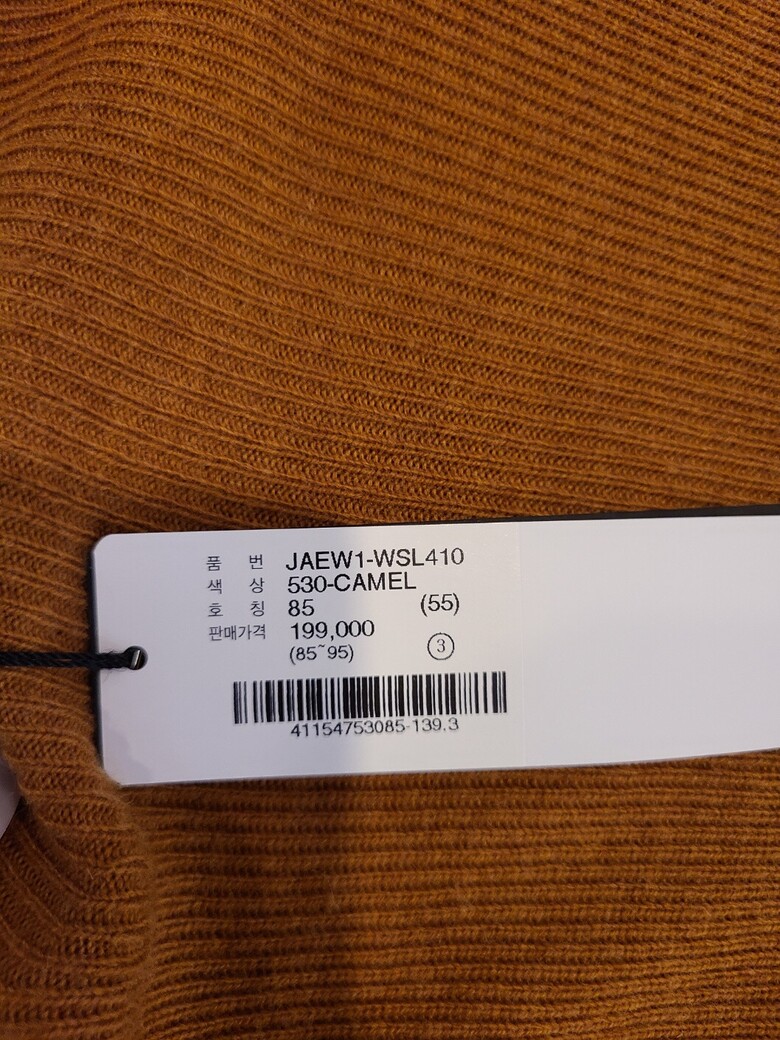 품 번 JAEW1-WSL410
색 상 530-CAMEL
호 칭 85 (55)
판매가격 199,000
(85~95) ③
41154753085-139.3